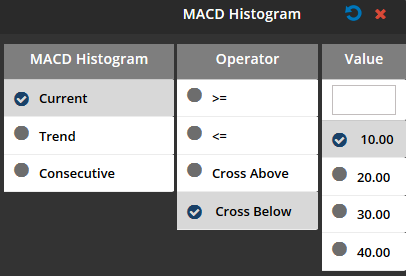 MACD Histogram
MACD Histogram Operator Value
Current >=
Trend <= 10.00
Consecutive Cross Above 20.00
Cross Below 30.00
40.00